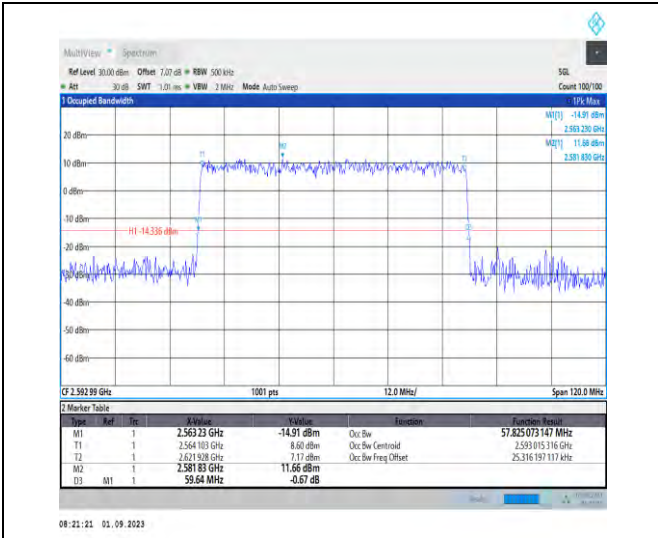 MultiView Spectrum
Ref Level 30.00 dBm Offset 7.07 dB RBW 500 kHz SGL
Att 30 dB SWT 1.01 ms VBW 2 MHz Mode Auto Sweep Count 100/100
1 Occupied Bandwidth 1Pk Max
M1[1] -14.91 dBm
2.563 230 GHz
M2[1] 11.66 dBm
2.581 830 GHz
20 dBm
10 dBm
0 dBm
-10 dBm
-20 dBm
-30 dBm
-40 dBm
-50 dBm
-60 dBm
T1
M2
T2
M1
D3
H1 -14.336 dBm
CF 2.592 99 GHz 1001 pts 12.0 MHz/ Span 120.0 MHz
2 Marker Table
Type Ref Trc X-Value Y-Value Function Function Result
M1 1 2.563 23 GHz -14.91 dBm Occ Bw 57.825 073 147 MHz
T1 1 2.564 103 GHz 8.60 dBm Occ Bw Centroid 2.593 015 316 GHz
T2 1 2.621 928 GHz 7.17 dBm Occ Bw Freq Offset 25.316 197 117 kHz
M2 1 2.581 83 GHz 11.66 dBm
D3 M1 1 59.64 MHz -0.67 dB
08:21:21 01.09.2023